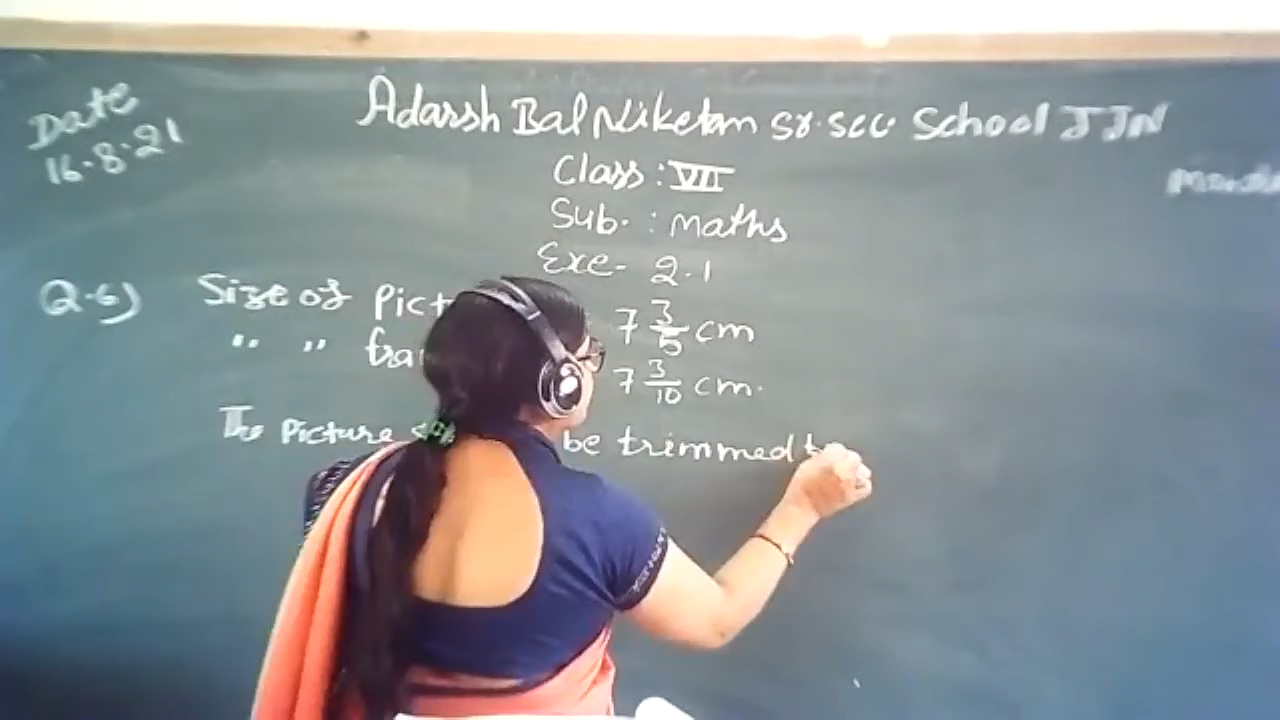 Date
16.8.21
Adarsh Bal Niketan Sr. Sec School JJN
Class : VII
Sub. : maths
Exe- 2.1
Q.6) Size of Pict 7 3/5 cm
" " fra 7 3/10 cm.
The Picture be trimmed